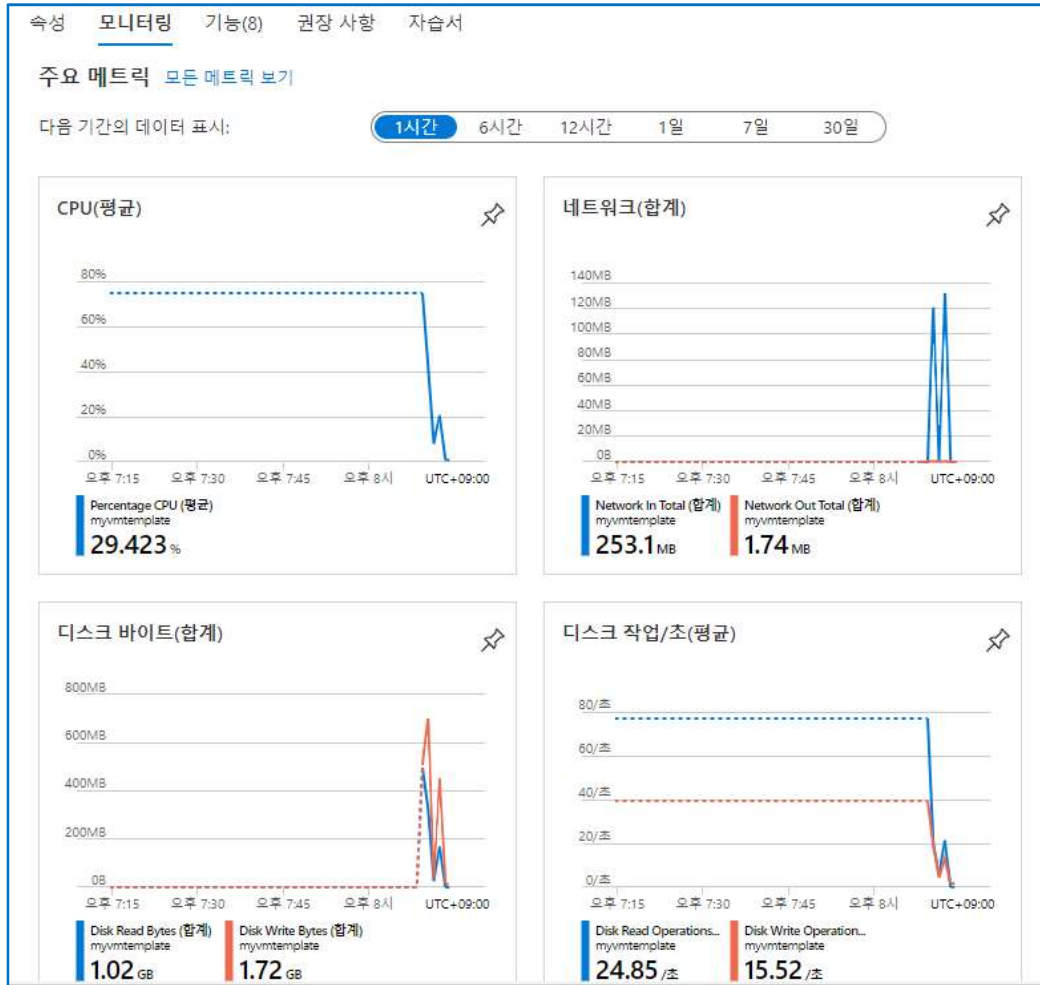 속성 모니터링 기능(8) 권장 사항 자습서
주요 메트릭 모든 메트릭 보기
다음 기간의 데이터 표시: 1시간 6시간 12시간 1일 7일 30일
CPU(평균)
80%
60%
40%
20%
0%
오후 7:15 오후 7:30 오후 7:45 오후 8시 UTC+09:00
Percentage CPU (평균)
myvmtemplate
29.423 %
네트워크(합계)
140MB
120MB
100MB
80MB
60MB
40MB
20MB
0B
오후 7:15 오후 7:30 오후 7:45 오후 8시 UTC+09:00
Network In Total (합계) Network Out Total (합계)
myvmtemplate myvmtemplate
253.1 MB 1.74 MB
디스크 바이트(합계)
800MB
600MB
400MB
200MB
0B
오후 7:15 오후 7:30 오후 7:45 오후 8시 UTC+09:00
Disk Read Bytes (합계) Disk Write Bytes (합계)
myvmtemplate myvmtemplate
1.02 GB 1.72 GB
디스크 작업/초(평균)
80/초
60/초
40/초
20/초
0/초
오후 7:15 오후 7:30 오후 7:45 오후 8시 UTC+09:00
Disk Read Operations... Disk Write Operation...
myvmtemplate myvmtemplate
24.85 /초 15.52 /초